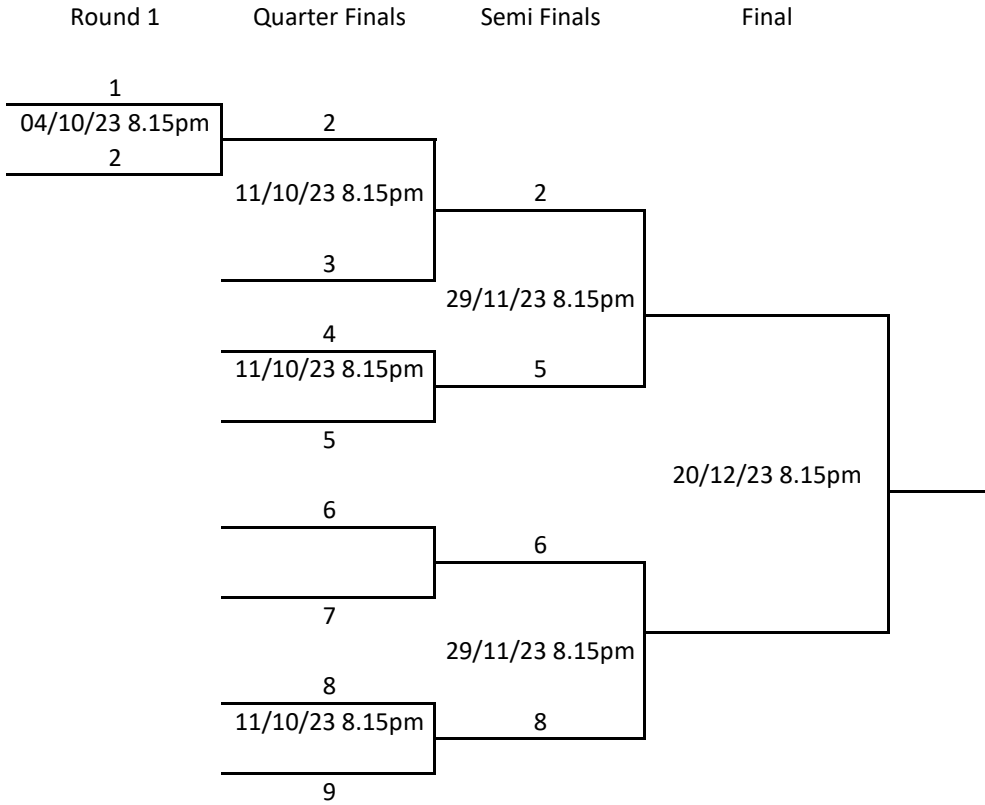 Round 1 Quarter Finals Semi Finals Final
1
04/10/23 8.15pm 2
2
11/10/23 8.15pm 2
3
29/11/23 8.15pm
4
11/10/23 8.15pm 5
5
20/12/23 8.15pm
6
6
7
29/11/23 8.15pm
8
11/10/23 8.15pm 8
9